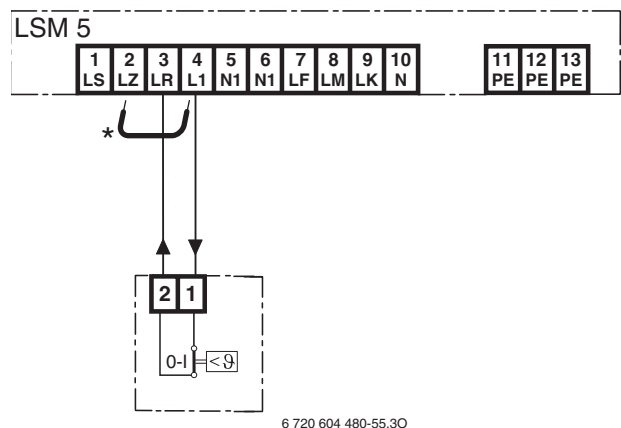 LSM 5
1 2 3 4 5 6 7 8 9 10 11 12 13
LS LZ LR L1 N1 N1 LF LM LK N PE PE PE
*
2 1
0-I <ϑ
6 720 604 480-55.3O